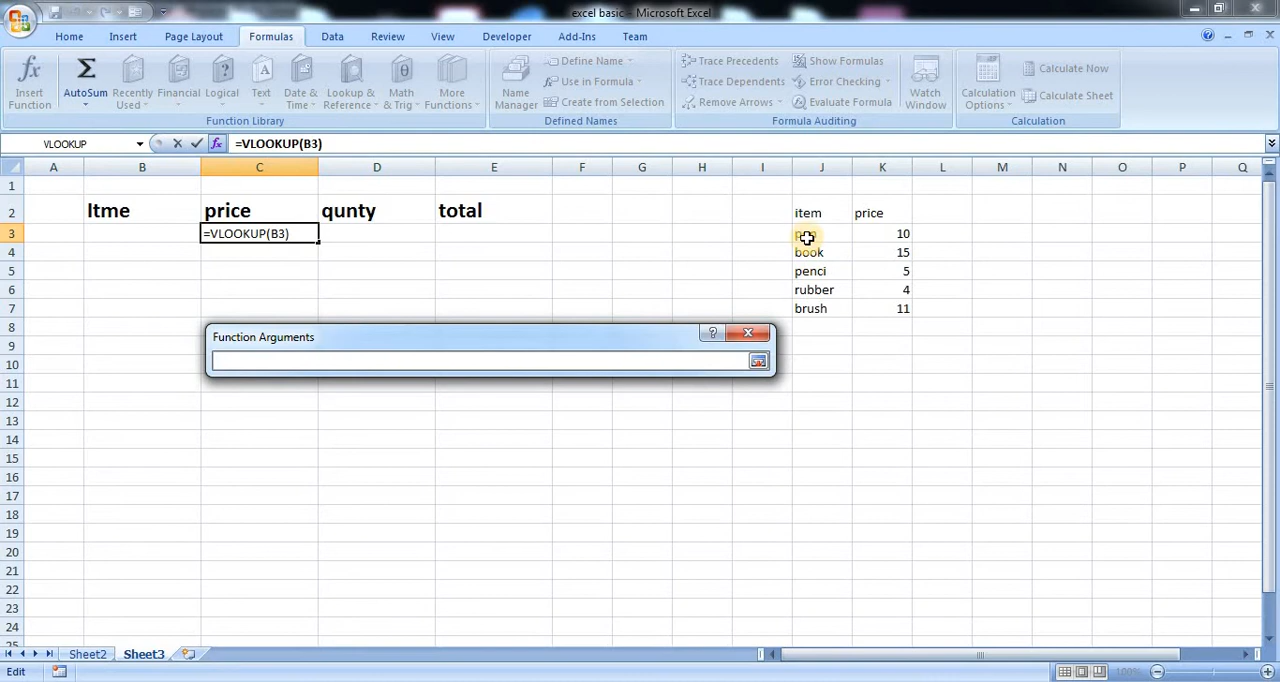 excel basic - Microsoft Excel
Home Insert Page Layout Formulas Data Review View Developer Add-Ins Team
fx Σ ? A θ
Insert Function
AutoSum
Recently Used
Financial
Logical
Text
Date & Time
Lookup & Reference
Math & Trig
More Functions
Function Library
Name Manager
Define Name
Use in Formula
Create from Selection
Defined Names
Trace Precedents
Trace Dependents
Remove Arrows
Show Formulas
Error Checking
Evaluate Formula
Formula Auditing
Watch Window
Calculation Options
Calculate Now
Calculate Sheet
Calculation
VLOOKUP fx =VLOOKUP(B3)
A B C D E F G H I J K L M N O P Q
1
2 Itme price qunty total item price
3 =VLOOKUP(B3) 10
4 book 15
5 penci 5
6 rubber 4
7 brush 11
8
Function Arguments ?
9
10
11
12
13
14
15
16
17
18
19
20
21
22
23
24
25
Sheet2 Sheet3
Edit 100%